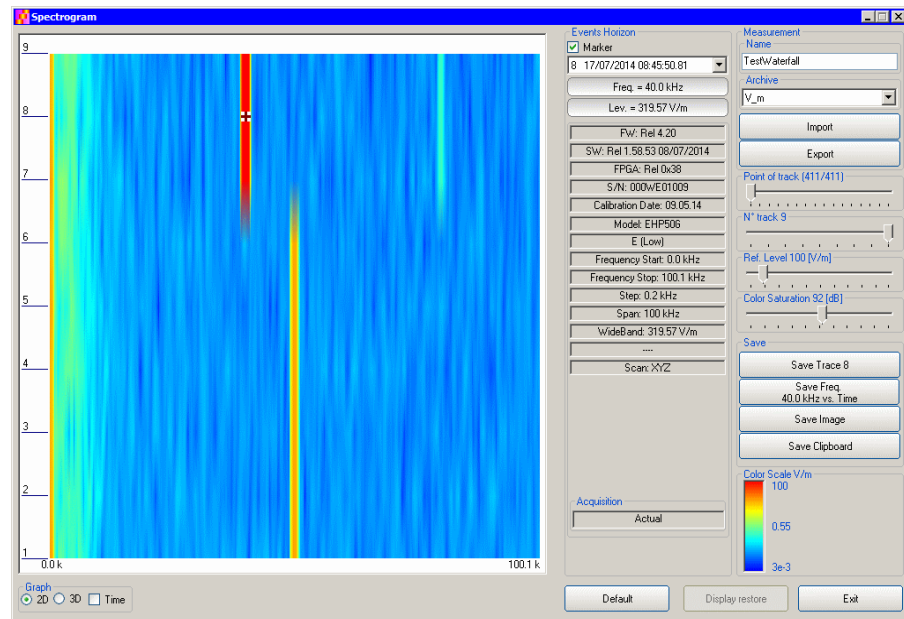 Spectrogram
9
8
7
6
5
4
3
2
1
0.0 k
100.1 k
Graph
2D
3D
Time
Events Horizon
Marker
8 17/07/2014 08:45:50.81
Freq. = 40.0 kHz
Lev. = 319.57 V/m
FW: Rel 4.20
SW: Rel 1.58.53 08/07/2014
FPGA: Rel 0x38
S/N: 000WE01009
Calibration Date: 09.05.14
Model: EHP506
E (Low)
Frequency Start: 0.0 kHz
Frequency Stop: 100.1 kHz
Step: 0.2 kHz
Span: 100 kHz
WideBand: 319.57 V/m
----
Scan: XYZ
Acquisition
Actual
Default
Display restore
Exit
Measurement
Name
TestWaterfall
Archive
V_m
Import
Export
Point of track (411/411)
N° track 9
Ref. Level 100 [V/m]
Color Saturation 92 [dB]
Save
Save Trace 8
Save Freq.
40.0 kHz vs. Time
Save Image
Save Clipboard
Color Scale V/m
100
0.55
3e-3